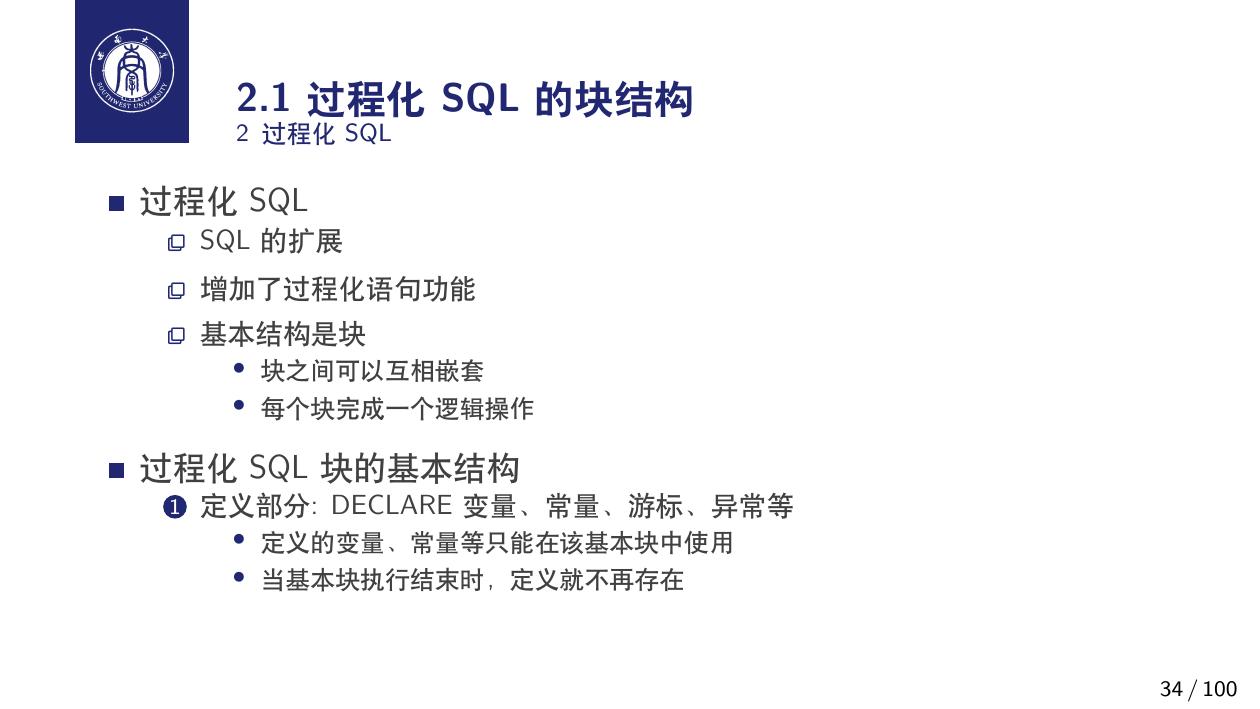 西南大学
SOUTHWEST UNIVERSITY
2.1 过程化 SQL 的块结构
2 过程化 SQL
过程化 SQL
SQL 的扩展
增加了过程化语句功能
基本结构是块
块之间可以互相嵌套
每个块完成一个逻辑操作
过程化 SQL 块的基本结构
1 定义部分: DECLARE 变量、常量、游标、异常等
定义的变量、常量等只能在该基本块中使用
当基本块执行结束时，定义就不再存在
34 / 100